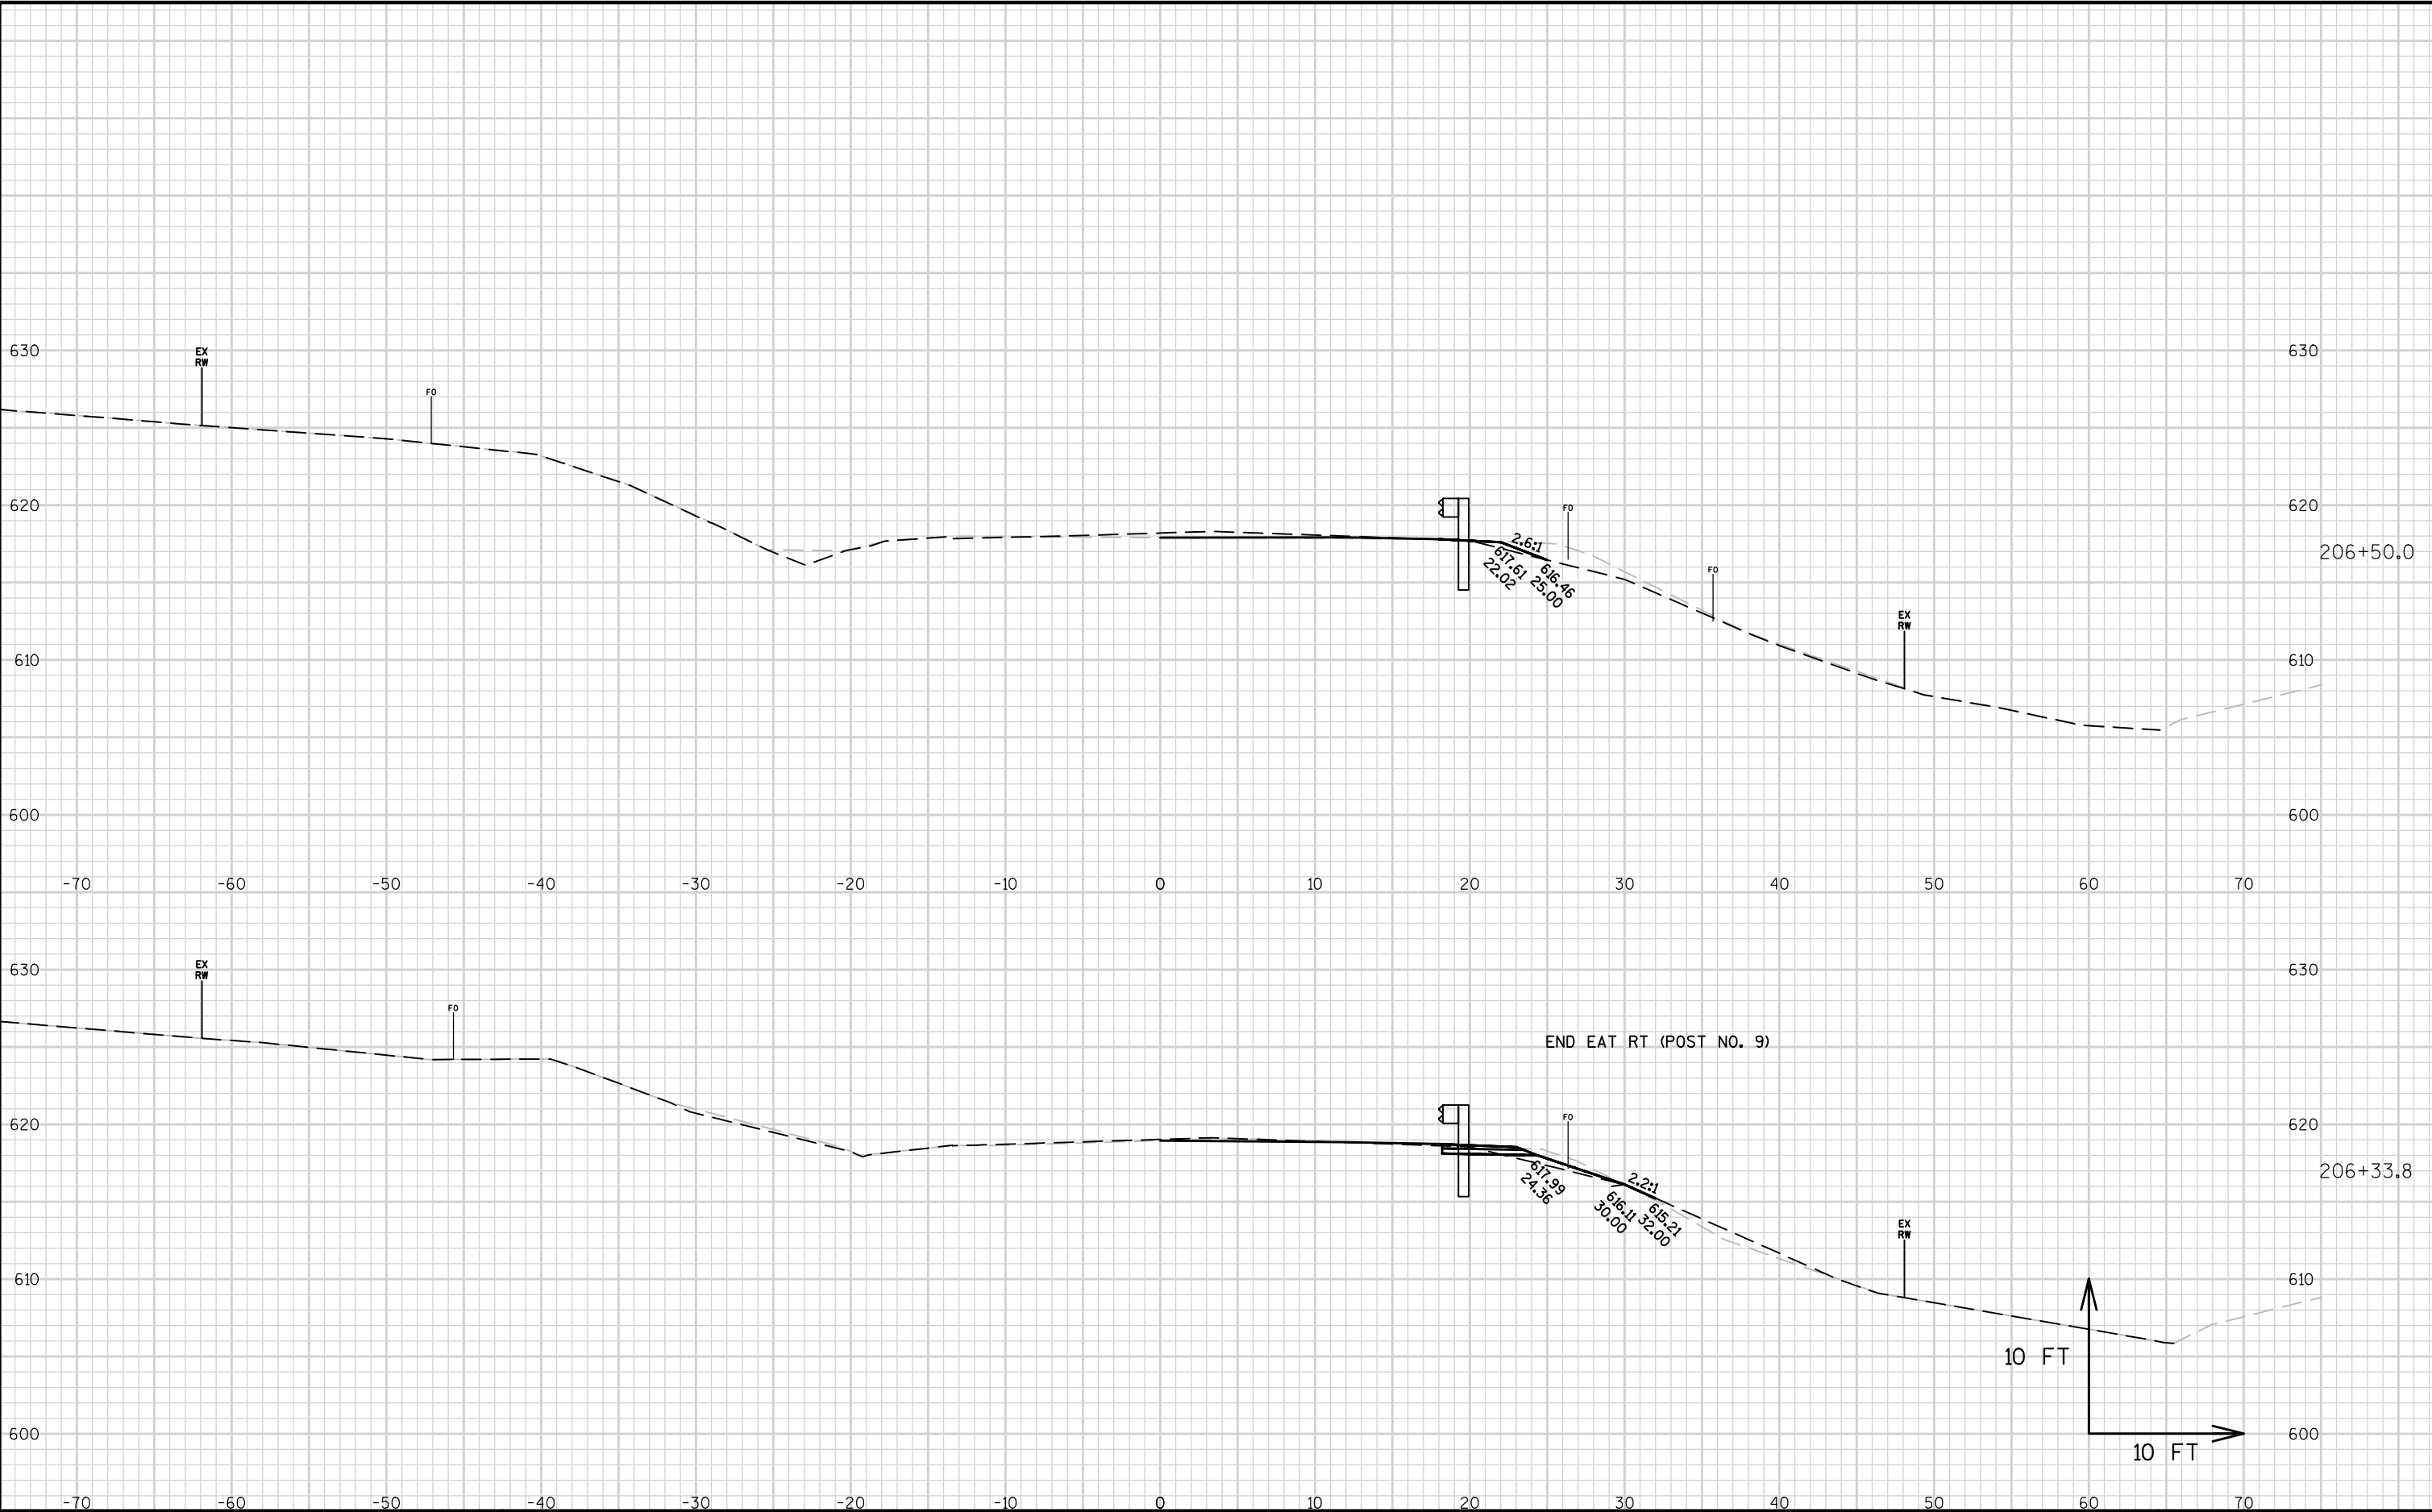 630
EX
RW
FO
630
620
FO
620
2.6:1
617.61
22.02
616.46
25.00
206+50.0
FO
EX
RW
610
610
600
600
-70 -60 -50 -40 -30 -20 -10 0 10 20 30 40 50 60 70
630
EX
RW
630
FO
END EAT RT (POST NO. 9)
620
FO
620
617.99
24.36
2.2:1
616.11
30.00
615.21
32.00
206+33.8
EX
RW
610
610
10 FT
600
600
10 FT
-70 -60 -50 -40 -30 -20 -10 0 10 20 30 40 50 60 70